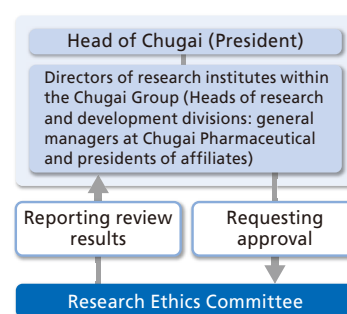 Head of Chugai (President)
Directors of research institutes within
the Chugai Group (Heads of research
and development divisions: general
managers at Chugai Pharmaceutical
and presidents of affiliates)
Reporting review
results
Requesting
approval
Research Ethics Committee